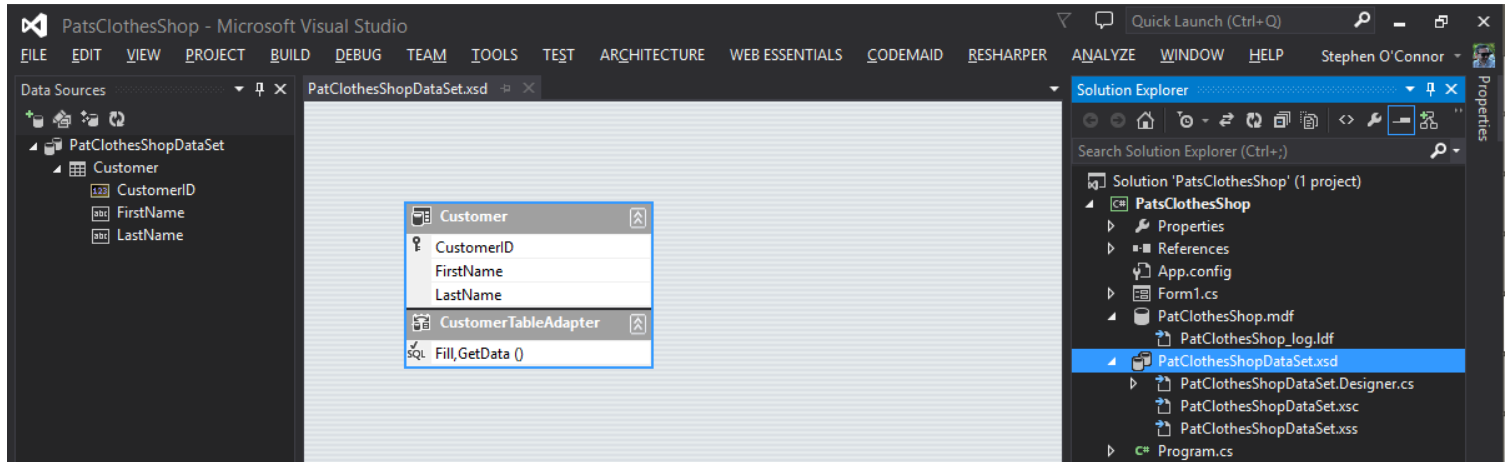 PatsClothesShop - Microsoft Visual Studio
Quick Launch (Ctrl+Q)
FILE EDIT VIEW PROJECT BUILD DEBUG TEAM TOOLS TEST ARCHITECTURE WEB ESSENTIALS CODEMAID RESHARPER ANALYZE WINDOW HELP Stephen O'Connor
Data Sources
PatClothesShopDataSet
Customer
123 CustomerID
abc FirstName
abc LastName
PatClothesShopDataSet.xsd
Customer
CustomerID
FirstName
LastName
CustomerTableAdapter
SQL Fill,GetData ()
Solution Explorer
Search Solution Explorer (Ctrl+;)
Solution 'PatsClothesShop' (1 project)
C# PatsClothesShop
Properties
References
App.config
Form1.cs
PatClothesShop.mdf
PatClothesShop_log.ldf
PatClothesShopDataSet.xsd
PatClothesShopDataSet.Designer.cs
PatClothesShopDataSet.xsc
PatClothesShopDataSet.xss
C# Program.cs
Properties